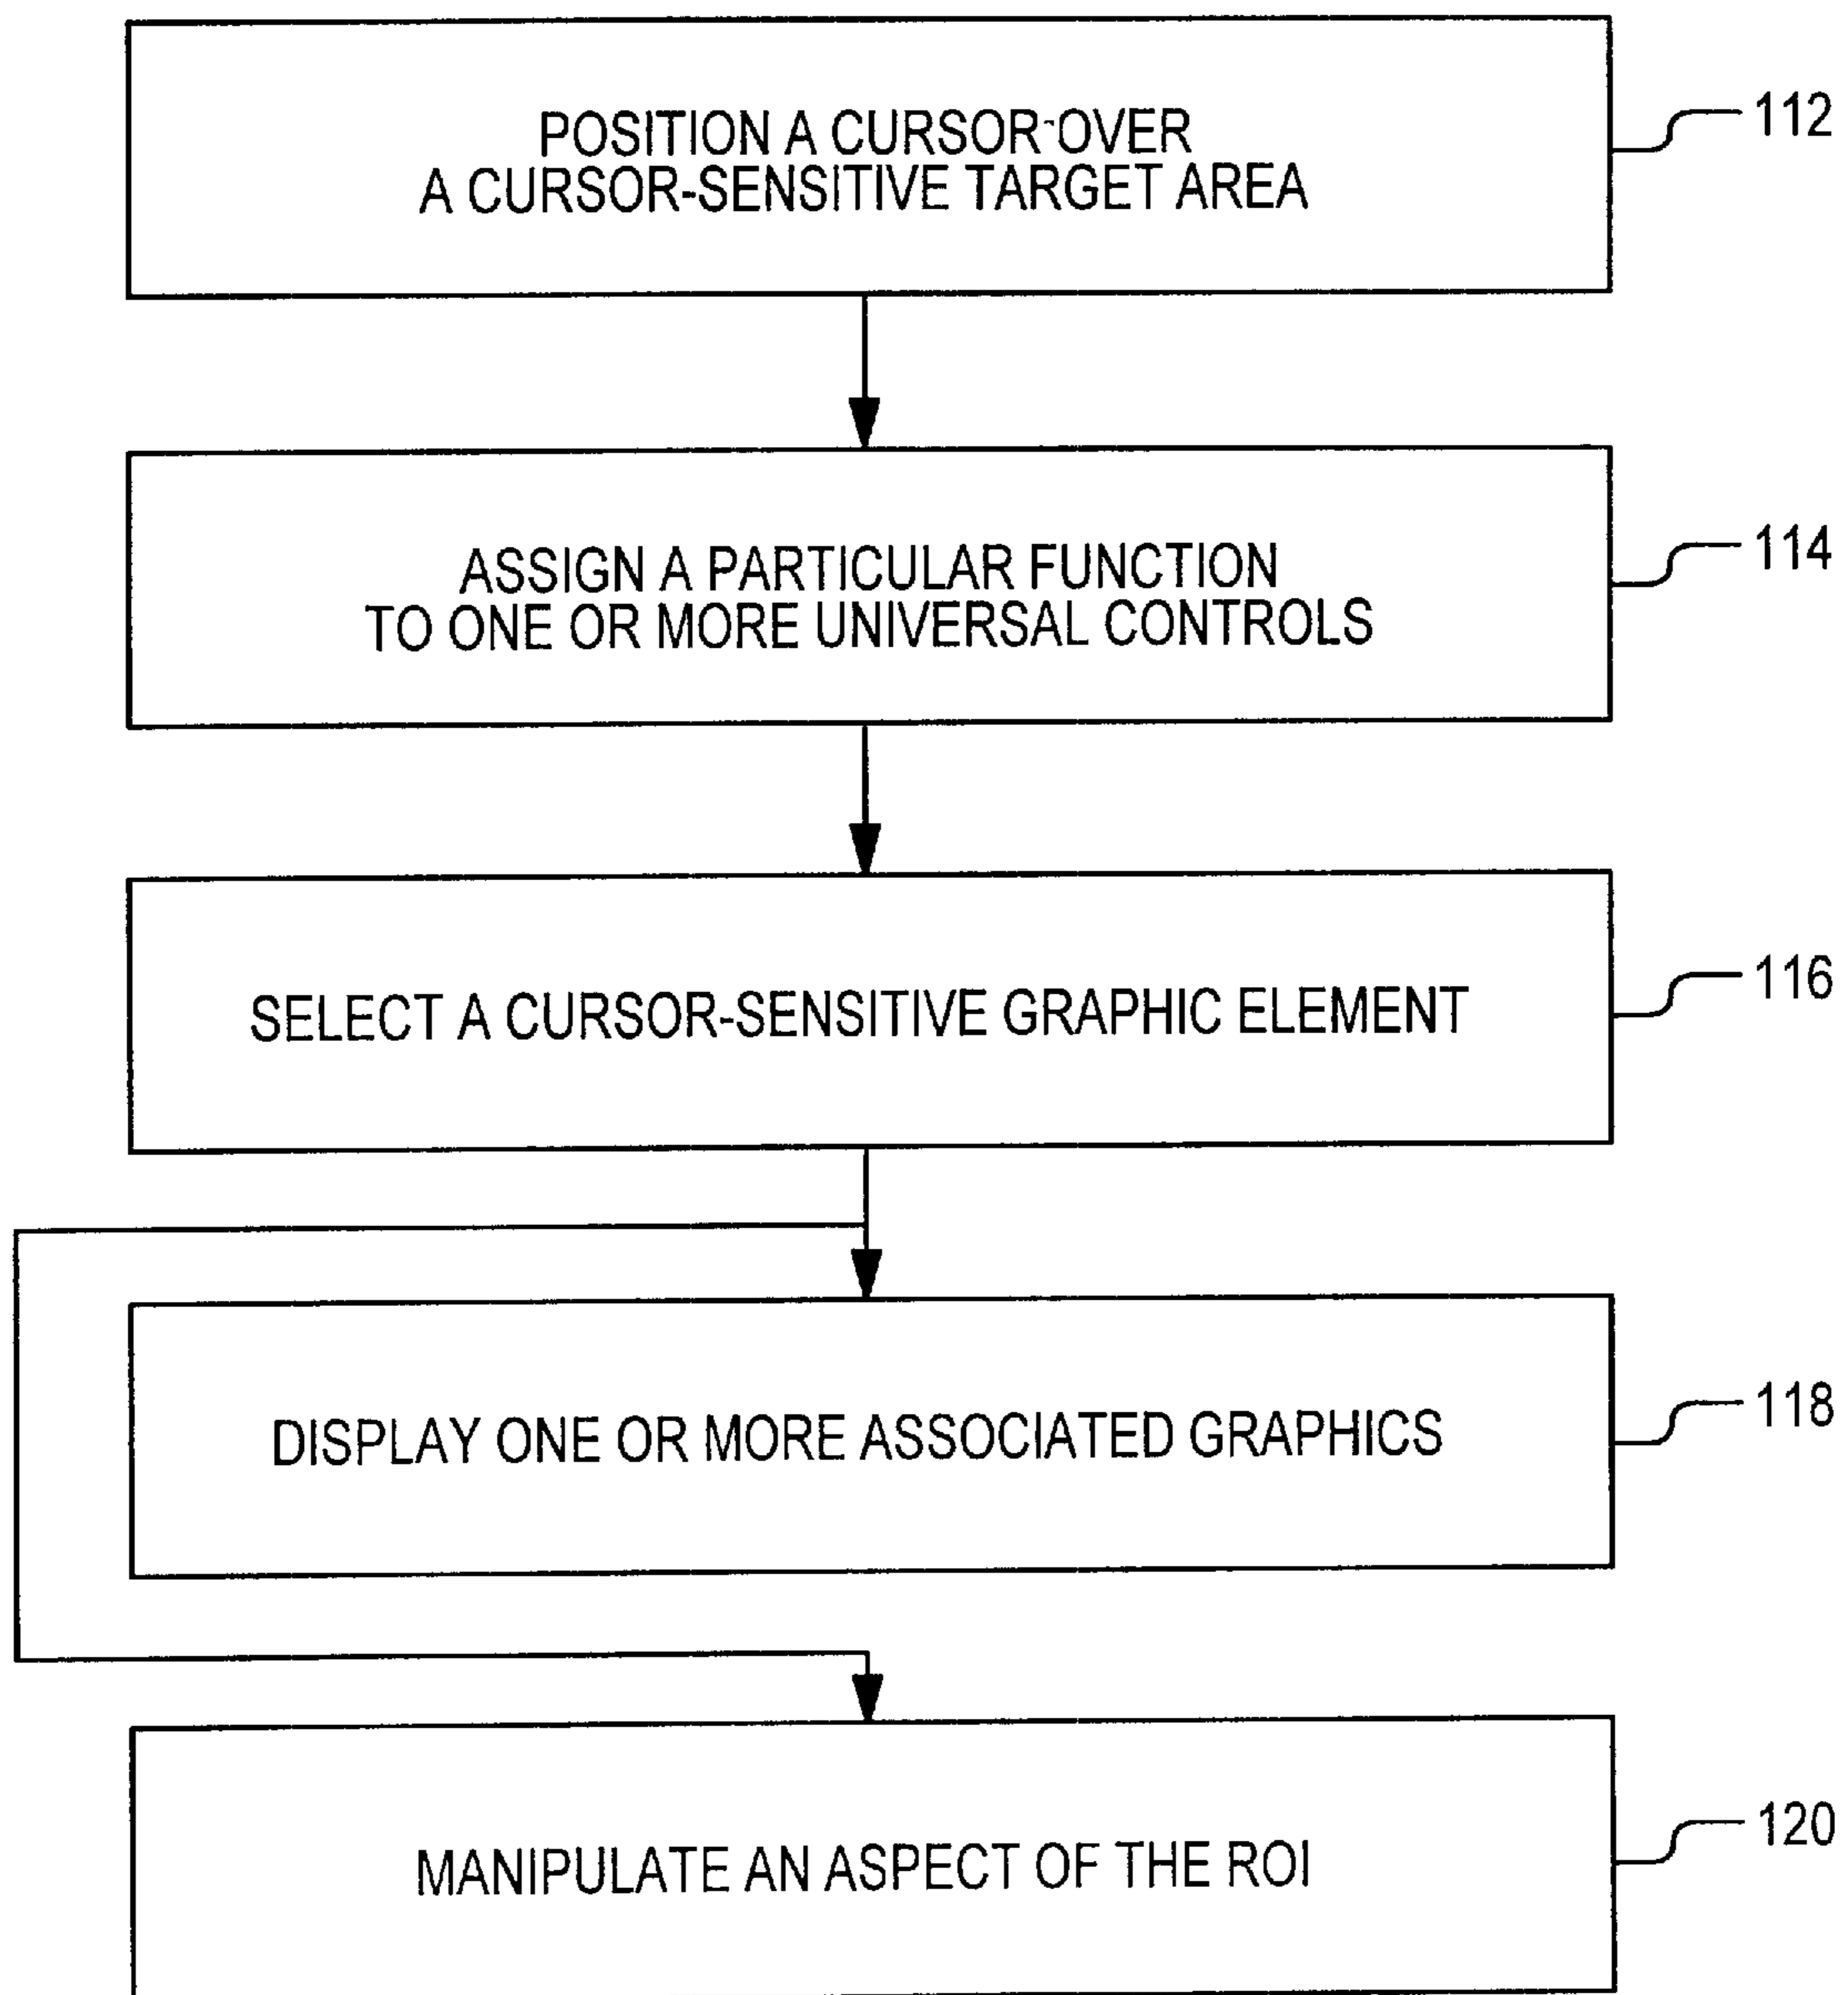 POSITION A CURSOR OVER
A CURSOR-SENSITIVE TARGET AREA
112
ASSIGN A PARTICULAR FUNCTION
TO ONE OR MORE UNIVERSAL CONTROLS
114
SELECT A CURSOR-SENSITIVE GRAPHIC ELEMENT
116
DISPLAY ONE OR MORE ASSOCIATED GRAPHICS
118
MANIPULATE AN ASPECT OF THE ROI
120